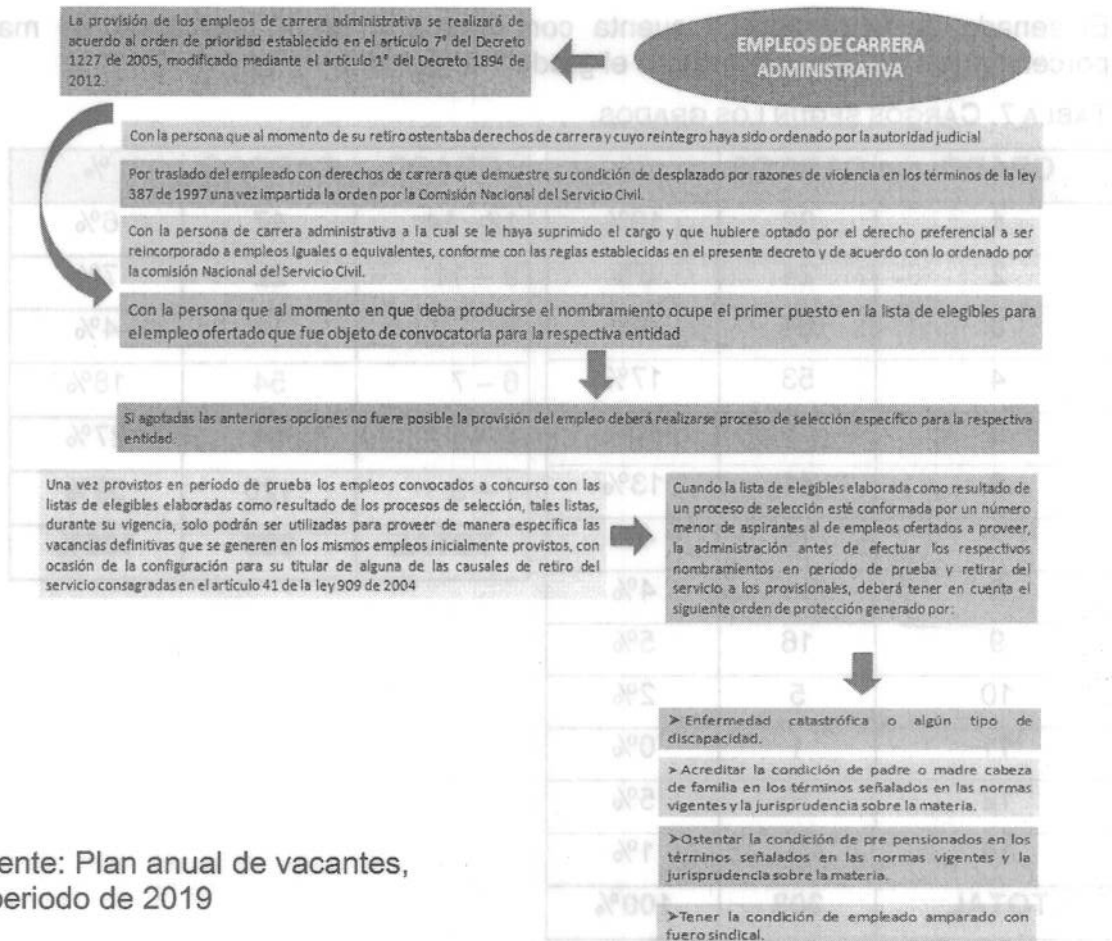 La provisión de los empleos de carrera administrativa se realizará de
acuerdo al orden de prioridad establecido en el artículo 7° del Decreto
1227 de 2005, modificado mediante el artículo 1° del Decreto 1894 de
2012.
EMPLEOS DE CARRERA
ADMINISTRATIVA
Con la persona que al momento de su retiro ostentaba derechos de carrera y cuyo reintegro haya sido ordenado por la autoridad judicial
Por traslado del empleado con derechos de carrera que demuestre su condición de desplazado por razones de violencia en los términos de la ley
387 de 1997 una vez impartida la orden por la Comisión Nacional del Servicio Civil.
Con la persona de carrera administrativa a la cual se le haya suprimido el cargo y que hubiere optado por el derecho preferencial a ser
reincorporado a empleos iguales o equivalentes, conforme con las reglas establecidas en el presente decreto y de acuerdo con lo ordenado por
la comisión Nacional del Servicio Civil.
Con la persona que al momento en que deba producirse el nombramiento ocupe el primer puesto en la lista de elegibles para
el empleo ofertado que fue objeto de convocatoria para la respectiva entidad
Si agotadas las anteriores opciones no fuere posible la provisión del empleo deberá realizarse proceso de selección específico para la respectiva
entidad.
Una vez provistos en período de prueba los empleos convocados a concurso con las
listas de elegibles elaboradas como resultado de los procesos de selección, tales listas,
durante su vigencia, solo podrán ser utilizadas para proveer de manera específica las
vacancias definitivas que se generen en los mismos empleos inicialmente provistos, con
ocasión de la configuración para su titular de alguna de las causales de retiro del
servicio consagradas en el artículo 41 de la ley 909 de 2004
Cuando la lista de elegibles elaborada como resultado de
un proceso de selección esté conformada por un número
menor de aspirantes al de empleos ofertados a proveer,
la administración antes de efectuar los respectivos
nombramientos en periodo de prueba y retirar del
servicio a los provisionales, deberá tener en cuenta el
siguiente orden de protección generado por:
➤Enfermedad catastrófica o algún tipo de
discapacidad.
➤Acreditar la condición de padre o madre cabeza
de familia en los términos señalados en las normas
vigentes y la jurisprudencia sobre la materia.
➤Ostentar la condición de pre pensionados en los
términos señalados en las normas vigentes y la
jurisprudencia sobre la materia.
➤Tener la condición de empleado amparado con
fuero sindical.
ente: Plan anual de vacantes,
periodo de 2019